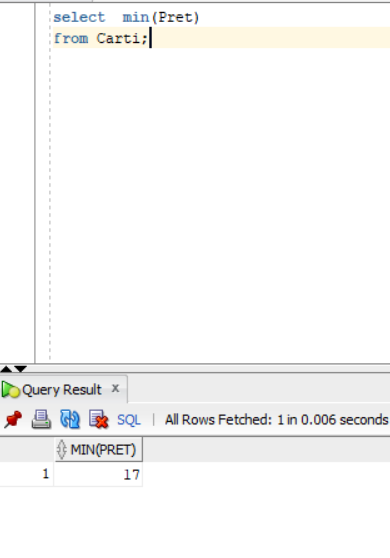 select min(Pret)
from Carti;
Query Result x
SQL | All Rows Fetched: 1 in 0.006 seconds
MIN(PRET)
1 17